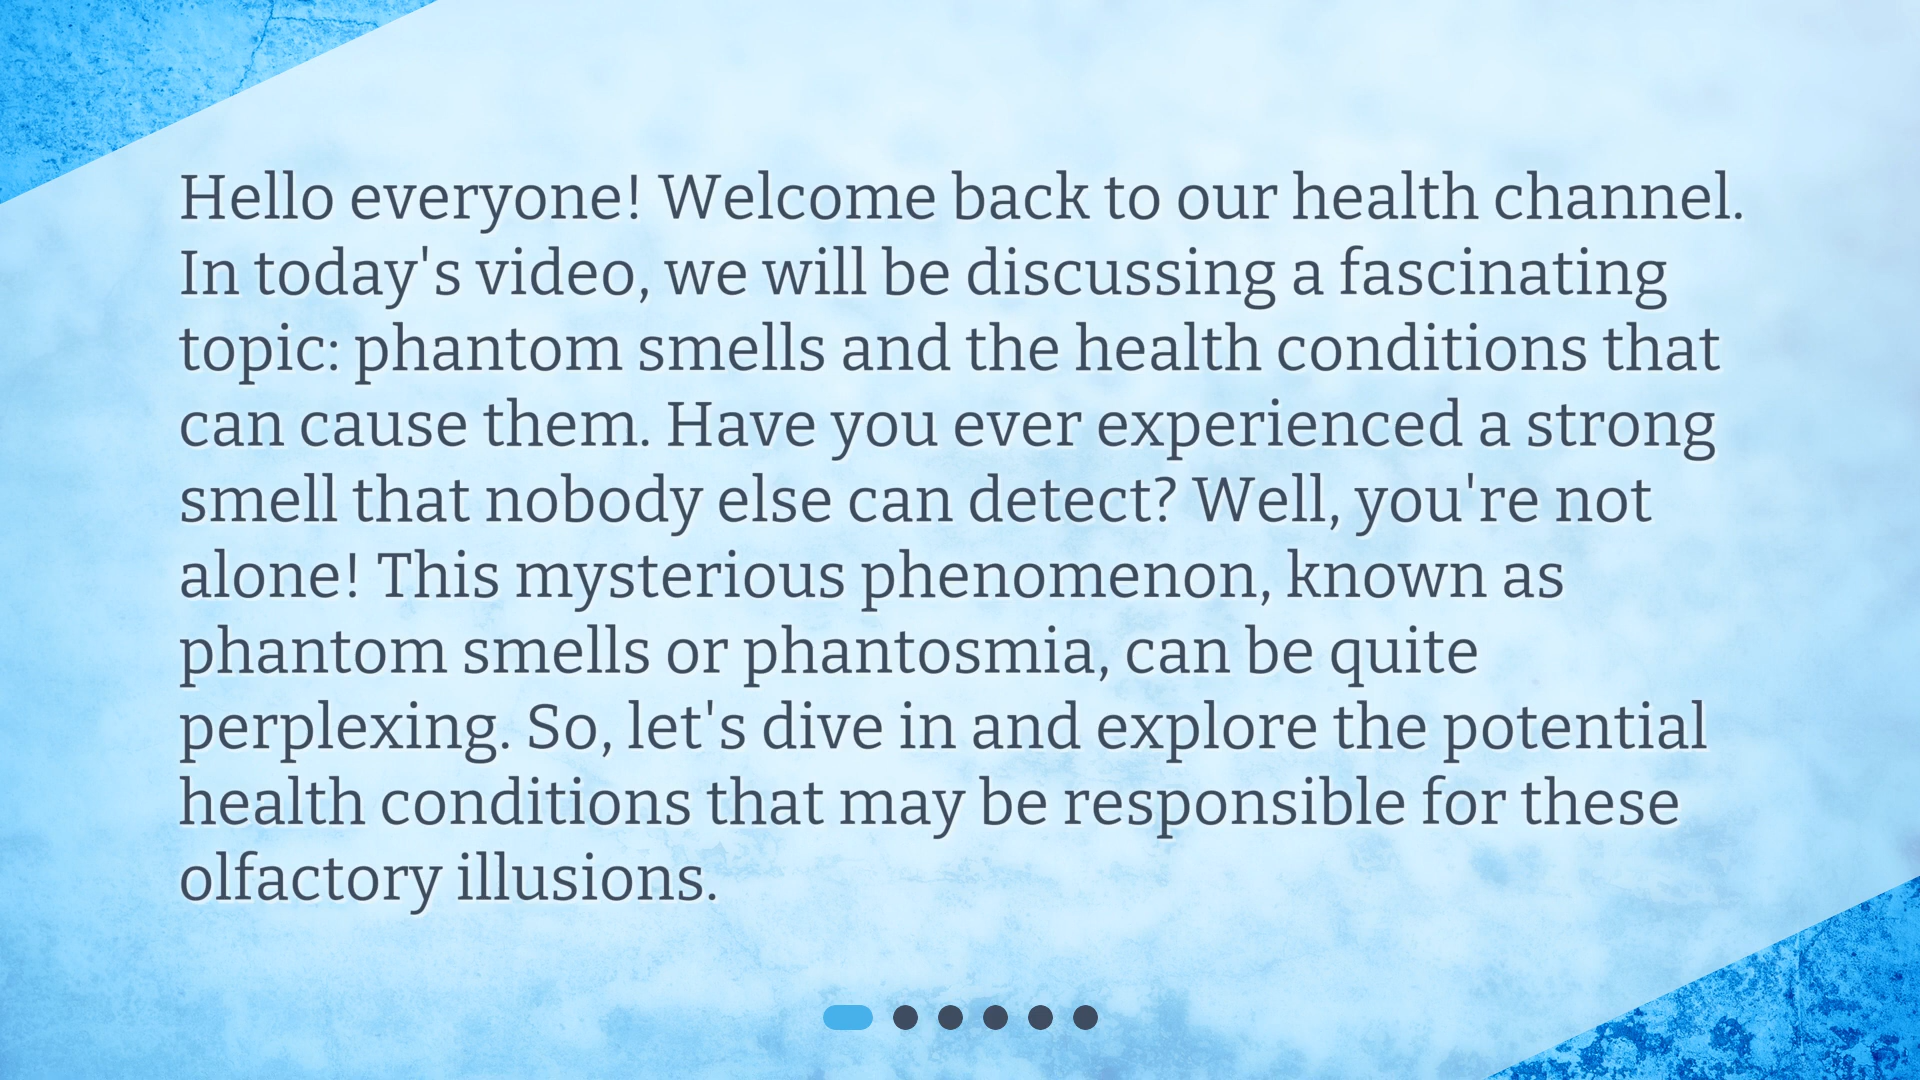 Hello everyone! Welcome back to our health channel.
In today's video, we will be discussing a fascinating
topic: phantom smells and the health conditions that
can cause them. Have you ever experienced a strong
smell that nobody else can detect? Well, you're not
alone! This mysterious phenomenon, known as
phantom smells or phantosmia, can be quite
perplexing. So, let's dive in and explore the potential
health conditions that may be responsible for these
olfactory illusions.